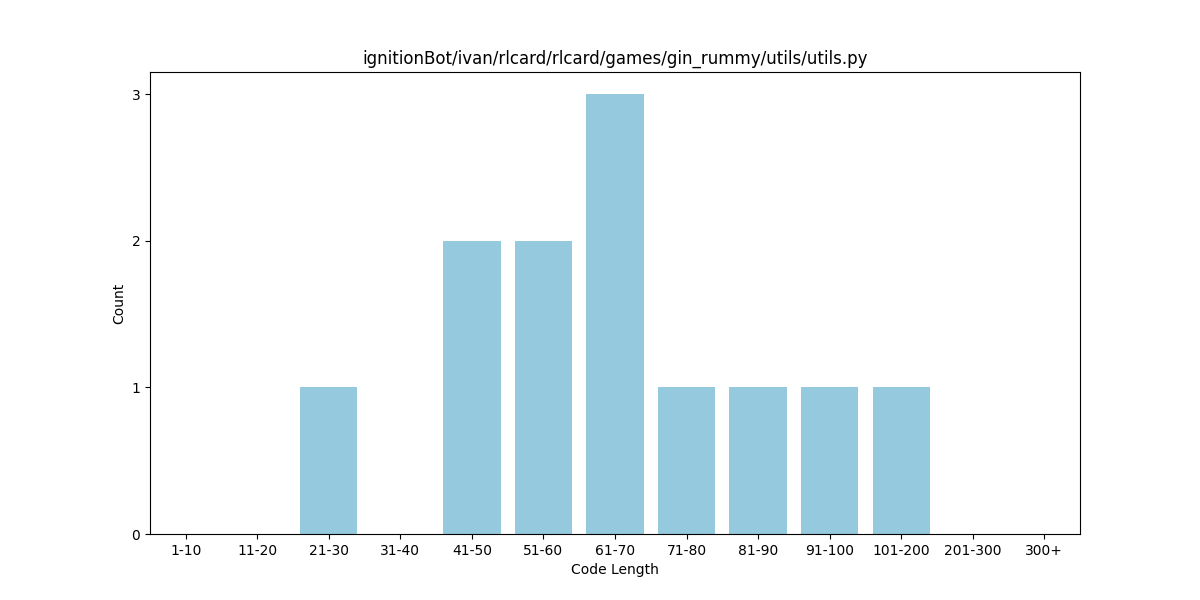 ignitionBot/ivan/rlcard/rlcard/games/gin_rummy/utils/utils.py
3
2
1
0
Count
1-10 11-20 21-30 31-40 41-50 51-60 61-70 71-80 81-90 91-100 101-200 201-300 300+
Code Length